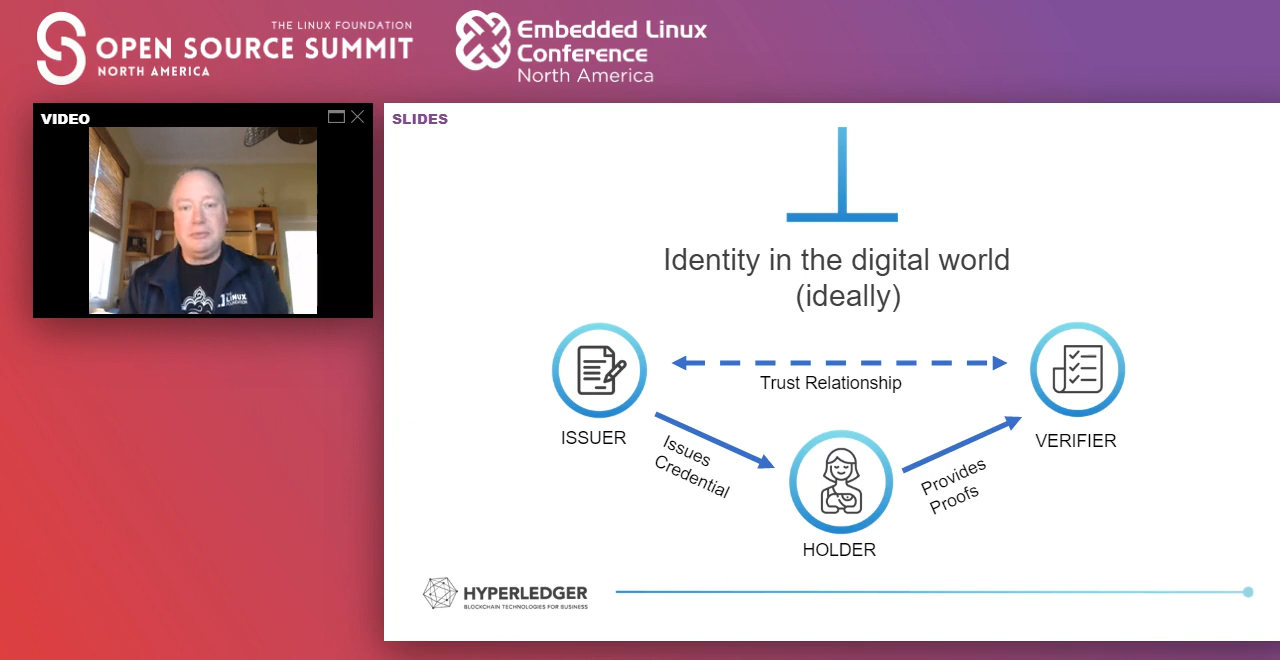 THE LINUX FOUNDATION
OPEN SOURCE SUMMIT
NORTH AMERICA
Embedded Linux
Conference
North America
VIDEO
SLIDES
Identity in the digital world
(ideally)
Trust Relationship
ISSUER
VERIFIER
Issues
Credential
Provides
Proofs
HOLDER
HYPERLEDGER
BLOCKCHAIN TECHNOLOGIES FOR BUSINESS
LINUX